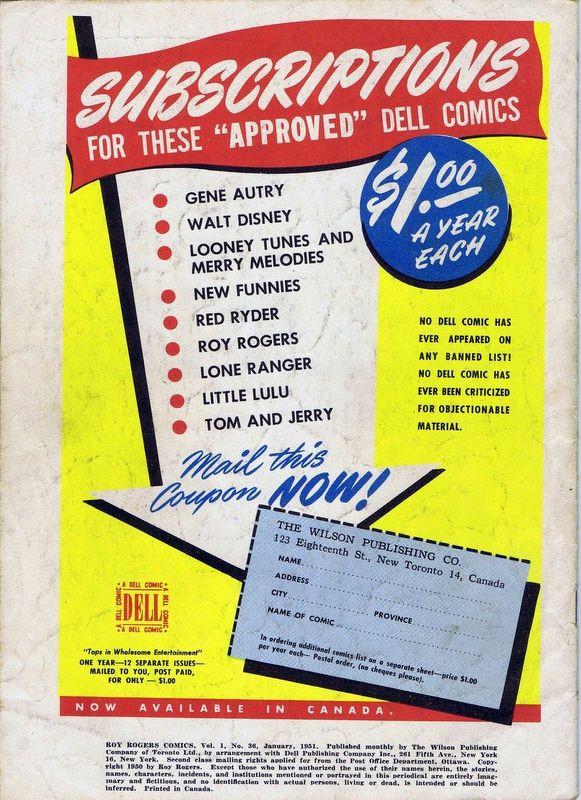 SUBSCRIPTIONS
FOR THESE "APPROVED" DELL COMICS
$1.00
A YEAR
EACH
GENE AUTRY
WALT DISNEY
LOONEY TUNES AND
MERRY MELODIES
NEW FUNNIES
RED RYDER
ROY ROGERS
LONE RANGER
LITTLE LULU
TOM AND JERRY
NO DELL COMIC HAS
EVER APPEARED ON
ANY BANNED LIST!
NO DELL COMIC HAS
EVER BEEN CRITICIZED
FOR OBJECTIONABLE
MATERIAL.
Mail this
Coupon NOW!
THE WILSON PUBLISHING CO.
123 Eighteenth St., New Toronto 14, Canada
NAME
ADDRESS
CITY PROVINCE
NAME OF COMIC
In ordering additional comics list on a separate sheet—price $1.00
per year each— Postal order, (no cheques please).
A DELL COMIC
A DELL COMIC
DELL
A DELL COMIC
A DELL COMIC
"Tops in Wholesome Entertainment"
ONE YEAR—12 SEPARATE ISSUES—
MAILED TO YOU, POST PAID,
FOR ONLY — $1.00
NOW AVAILABLE IN CANADA.
ROY ROGERS COMICS, Vol. 1, No. 36, January, 1951. Published monthly by The Wilson Publishing
Company of Toronto Ltd., by arrangement with Dell Publishing Company Inc., 261 Fifth Ave., New York
16, New York. Second class mailing rights applied for from the Post Office Department, Ottawa. Copy-
right 1950 by Roy Rogers. Except those who have authorized the use of their names herein, the stories,
names, characters, incidents, and institutions mentioned or portrayed in this periodical are entirely imag-
inary and fictitious, and no identification with actual persons, living or dead, is intended or should be
inferred. Printed in Canada.